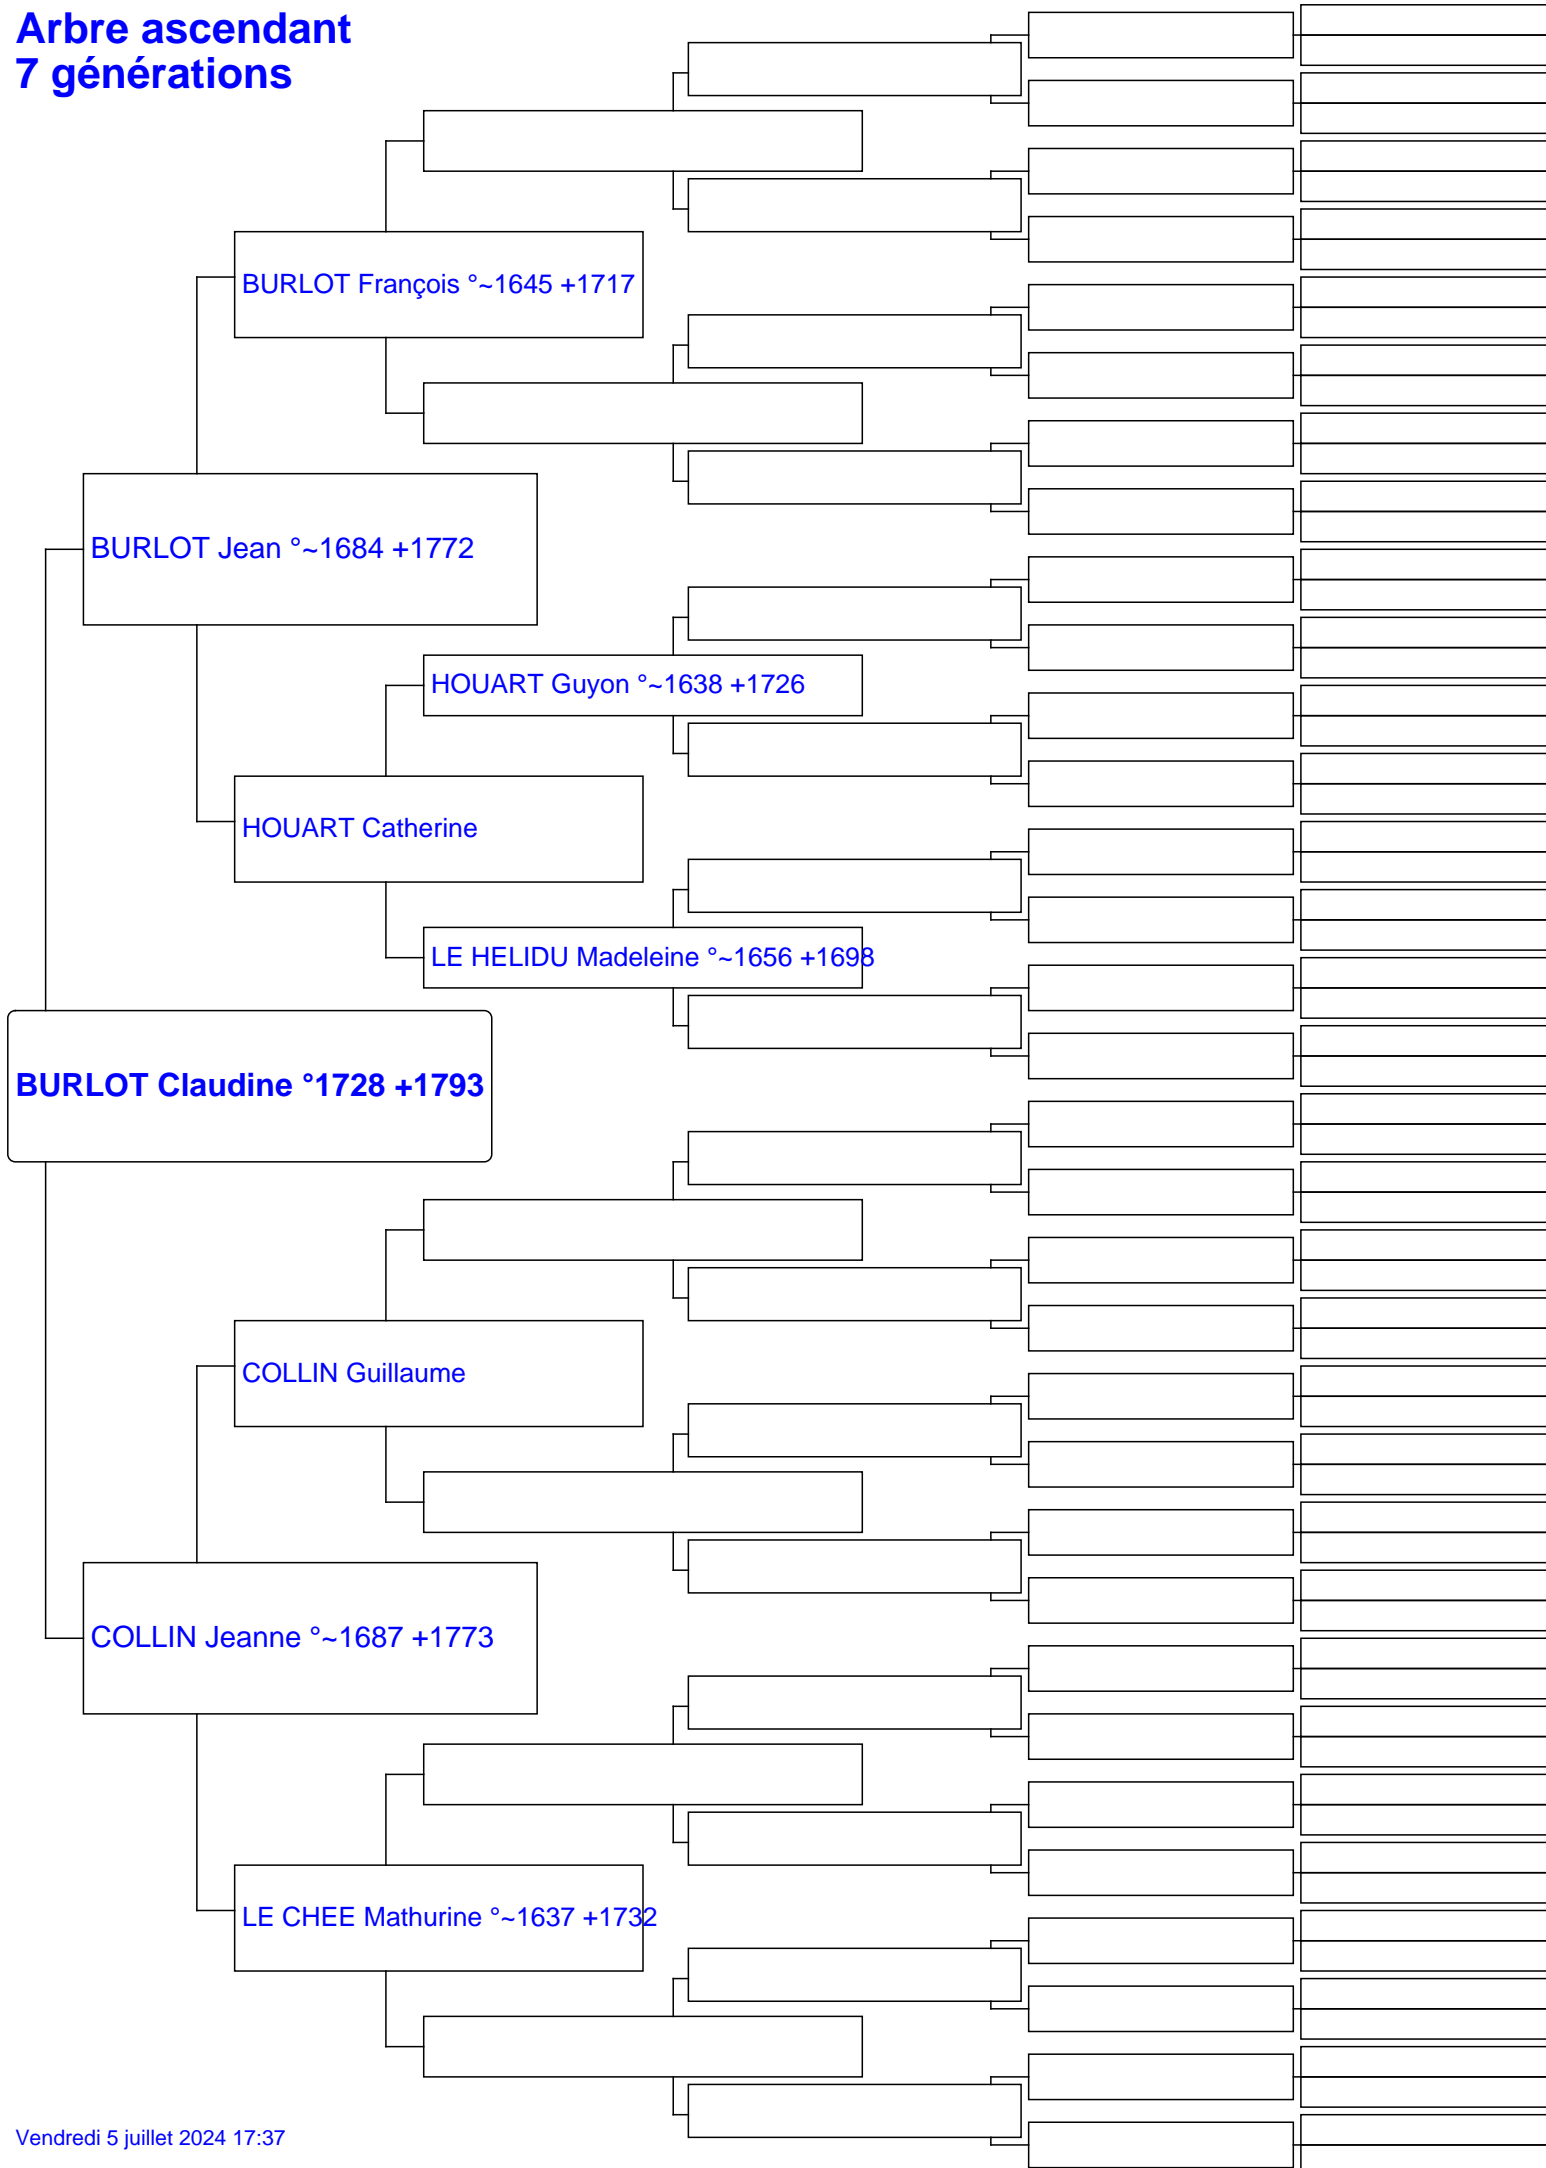 Arbre ascendant
7 générations
BURLOT François °~1645 +1717
BURLOT Jean °~1684 +1772
HOUART Guyon °~1638 +1726
HOUART Catherine
LE HELIDU Madeleine °~1656 +1698
BURLOT Claudine °1728 +1793
COLLIN Guillaume
COLLIN Jeanne °~1687 +1773
LE CHEE Mathurine °~1637 +1732
Vendredi 5 juillet 2024 17:37